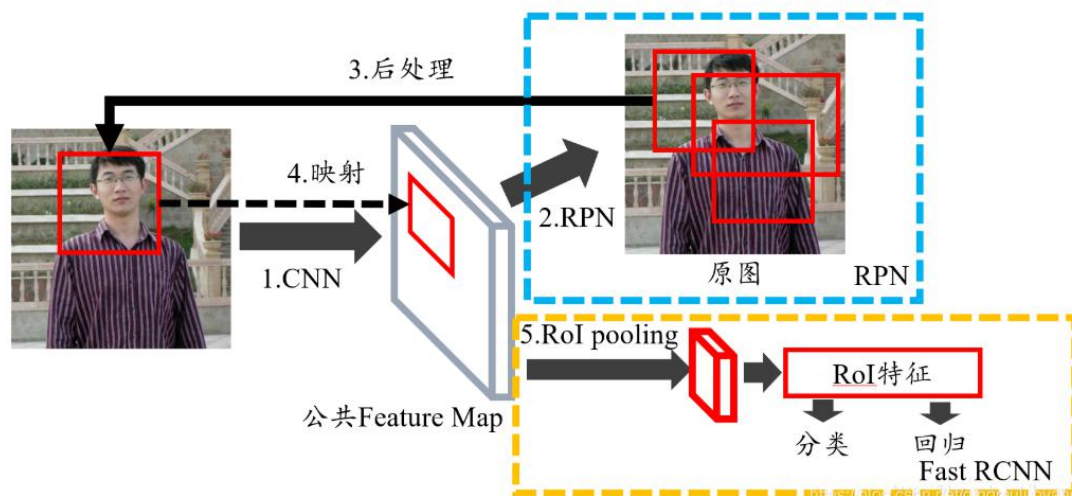 3.后处理
4.映射
1.CNN
2.RPN
原图
RPN
5.RoI pooling
RoI特征
公共Feature Map
分类
回归
Fast RCNN